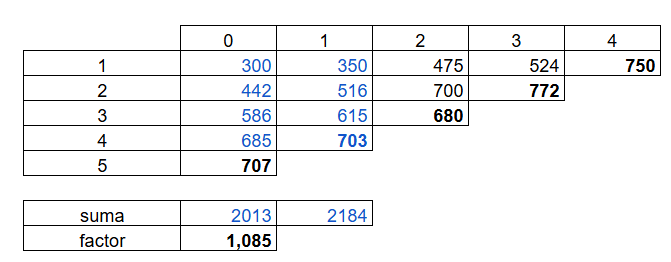 0 1 2 3 4
1 300 350 475 524 750
2 442 516 700 772
3 586 615 680
4 685 703
5 707
suma 2013 2184
factor 1,085